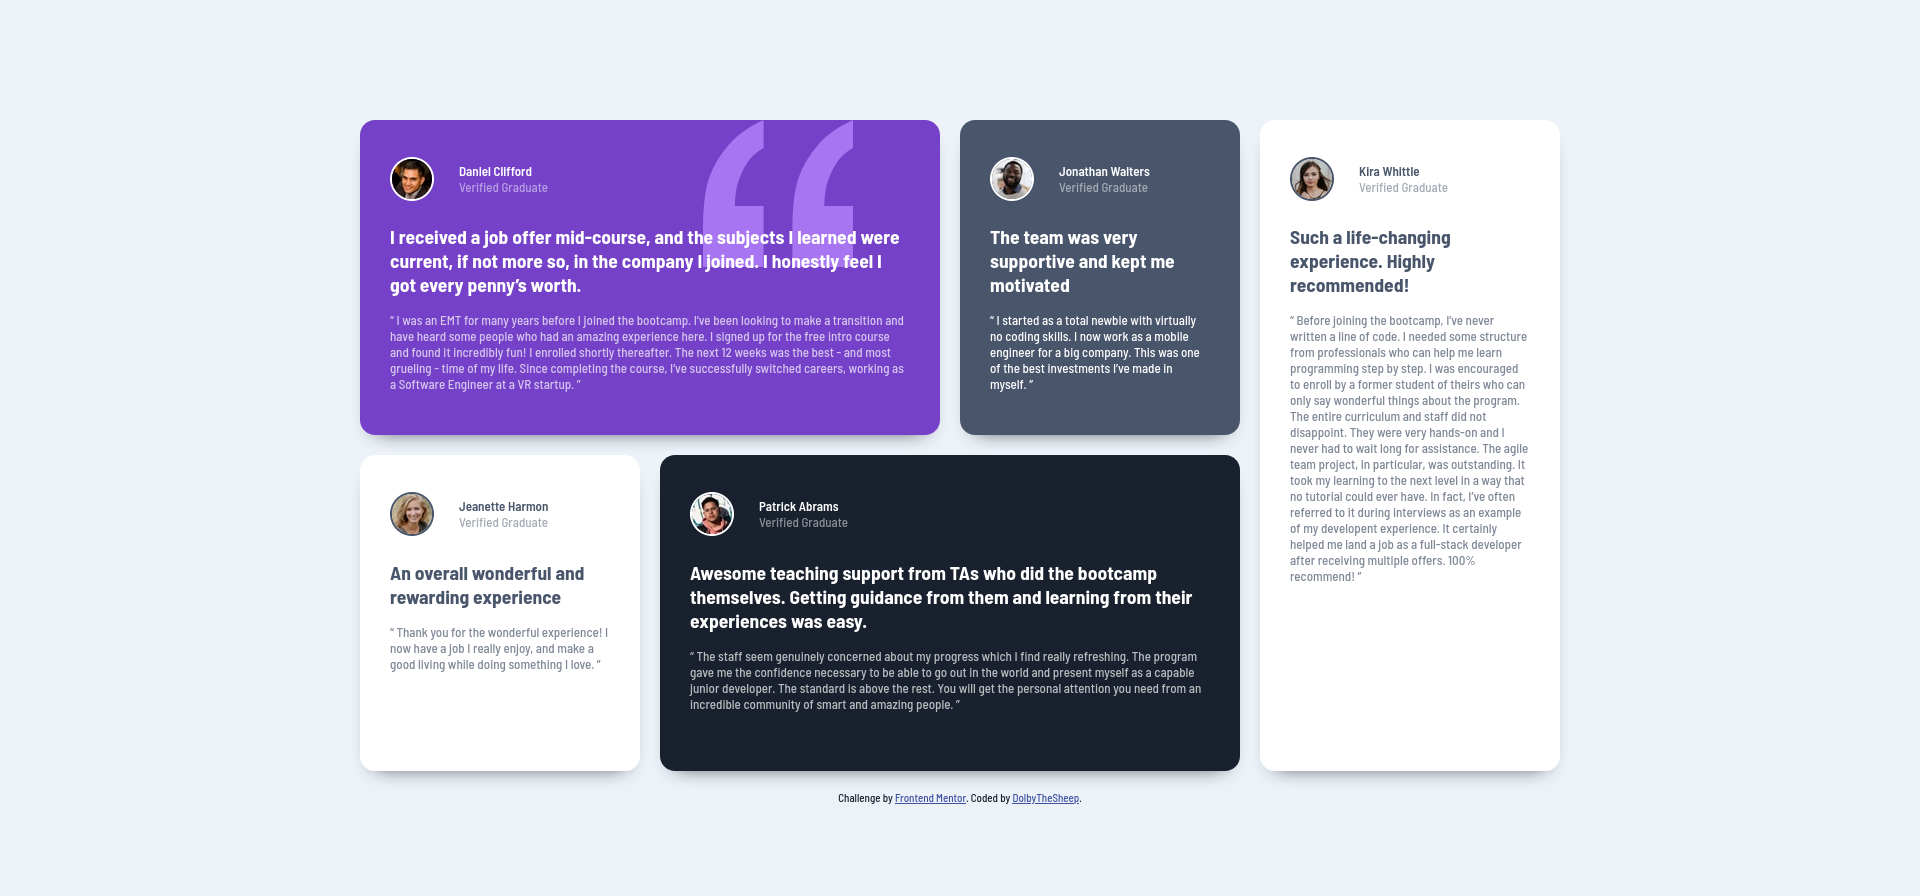 Daniel Clifford
Verified Graduate
I received a job offer mid-course, and the subjects I learned were
current, if not more so, in the company I joined. I honestly feel I
got every penny’s worth.
“ I was an EMT for many years before I joined the bootcamp. I’ve been looking to make a transition and
have heard some people who had an amazing experience here. I signed up for the free intro course
and found it incredibly fun! I enrolled shortly thereafter. The next 12 weeks was the best - and most
grueling - time of my life. Since completing the course, I’ve successfully switched careers, working as
a Software Engineer at a VR startup. ”
Jonathan Walters
Verified Graduate
The team was very
supportive and kept me
motivated
“ I started as a total newbie with virtually
no coding skills. I now work as a mobile
engineer for a big company. This was one
of the best investments I’ve made in
myself. ”
Kira Whittle
Verified Graduate
Such a life-changing
experience. Highly
recommended!
“ Before joining the bootcamp, I’ve never
written a line of code. I needed some structure
from professionals who can help me learn
programming step by step. I was encouraged
to enroll by a former student of theirs who can
only say wonderful things about the program.
The entire curriculum and staff did not
disappoint. They were very hands-on and I
never had to wait long for assistance. The agile
team project, in particular, was outstanding. It
took my learning to the next level in a way that
no tutorial could ever have. In fact, I’ve often
referred to it during interviews as an example
of my developent experience. It certainly
helped me land a job as a full-stack developer
after receiving multiple offers. 100%
recommend! ”
Jeanette Harmon
Verified Graduate
An overall wonderful and
rewarding experience
“ Thank you for the wonderful experience! I
now have a job I really enjoy, and make a
good living while doing something I love. ”
Patrick Abrams
Verified Graduate
Awesome teaching support from TAs who did the bootcamp
themselves. Getting guidance from them and learning from their
experiences was easy.
“ The staff seem genuinely concerned about my progress which I find really refreshing. The program
gave me the confidence necessary to be able to go out in the world and present myself as a capable
junior developer. The standard is above the rest. You will get the personal attention you need from an
incredible community of smart and amazing people. ”
Challenge by Frontend Mentor. Coded by DolbyTheSheep.